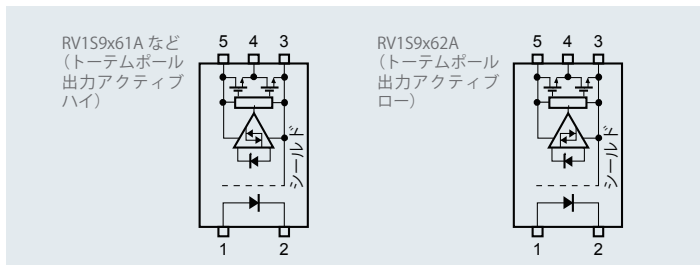 RV1S9x61A など
（トーテムポール
出力アクティブ
ハイ）
5 4 3
シールド
1 2
RV1S9x62A
（トーテムポール
出力アクティブ
ロー）
5 4 3
シールド
1 2